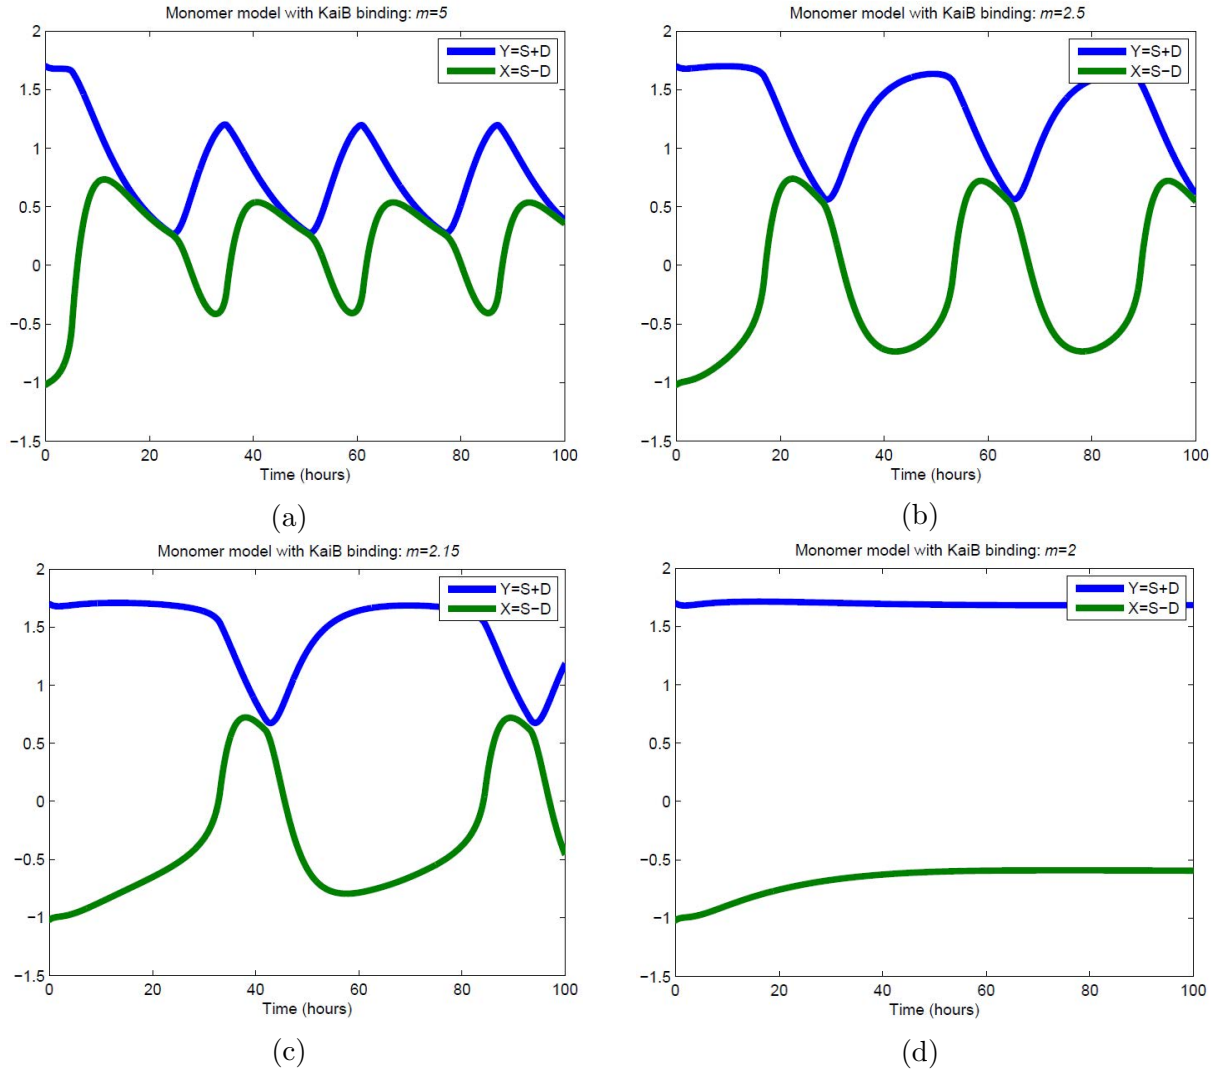 Monomer model with KaiB binding: m=5
2
1.5
1
0.5
0
−0.5
−1
−1.5
0
20
40
60
80
100
Time (hours)
Y=S+D
X=S−D
(a)
Monomer model with KaiB binding: m=2.5
2
1.5
1
0.5
0
−0.5
−1
−1.5
0
20
40
60
80
100
Time (hours)
Y=S+D
X=S−D
(b)
Monomer model with KaiB binding: m=2.15
2
1.5
1
0.5
0
−0.5
−1
−1.5
0
20
40
60
80
100
Time (hours)
Y=S+D
X=S−D
(c)
Monomer model with KaiB binding: m=2
2
1.5
1
0.5
0
−0.5
−1
−1.5
0
20
40
60
80
100
Time (hours)
Y=S+D
X=S−D
(d)